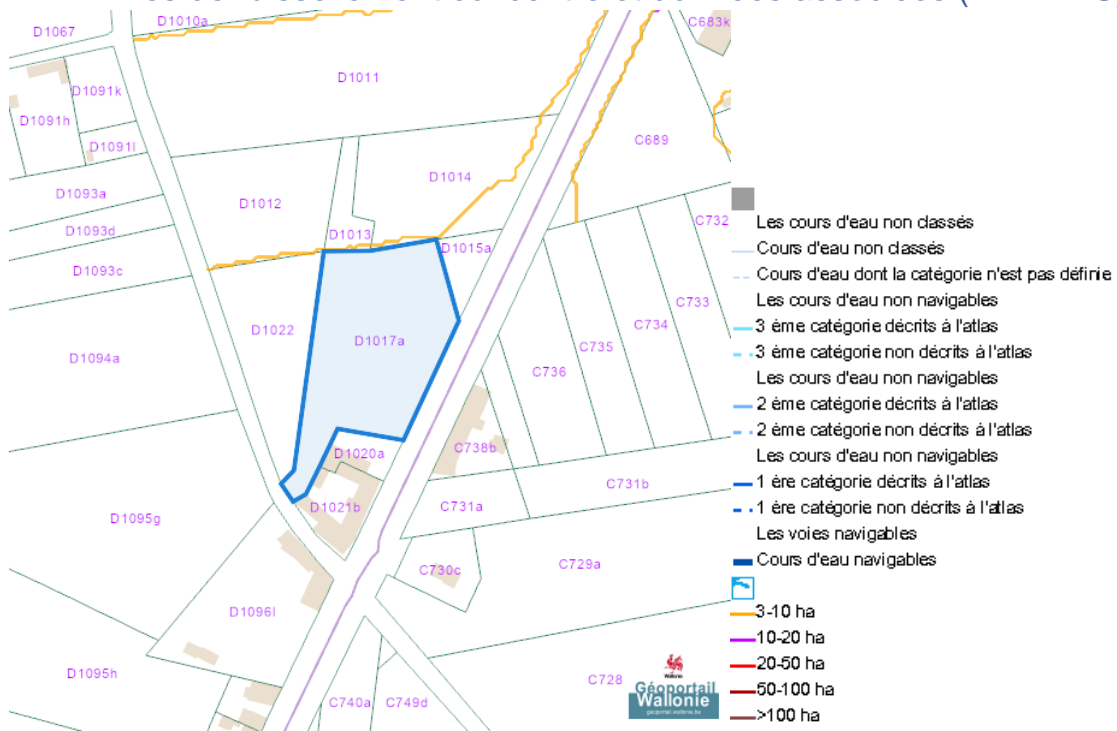 D1067
D1010a
C683k
D1011
D1091k
D1091h
D1091l
C689
D1093a
D1014
D1012
C732
D1093d
D1013
D1015a
D1093c
C733
C734
D1022
D1017a
C735
D1094a
C736
D1020a
C738b
C731b
D1021b
C731a
D1095g
C730c
C729a
D1096l
D1095h
C728
C740a
C749d
Les cours d'eau non classés
Cours d'eau non classés
Cours d'eau dont la catégorie n'est pas définie
Les cours d'eau non navigables
3 ème catégorie décrits à l'atlas
3 ème catégorie non décrits à l'atlas
Les cours d'eau non navigables
2 ème catégorie décrits à l'atlas
2 ème catégorie non décrits à l'atlas
Les cours d'eau non navigables
1 ère catégorie décrits à l'atlas
1 ère catégorie non décrits à l'atlas
Les voies navigables
Cours d'eau navigables
3-10 ha
10-20 ha
20-50 ha
50-100 ha
>100 ha
Wallonie
Géoportail
Wallonie
geoportail.wallonie.be